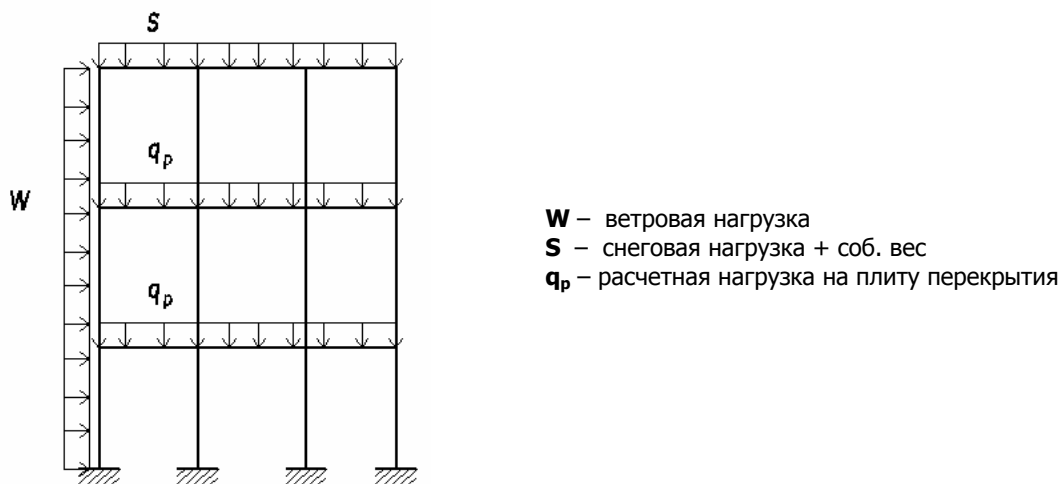 S
q_p
W
q_p
W – ветровая нагрузка
S – снеговая нагрузка + соб. вес
q_p – расчетная нагрузка на плиту перекрытия